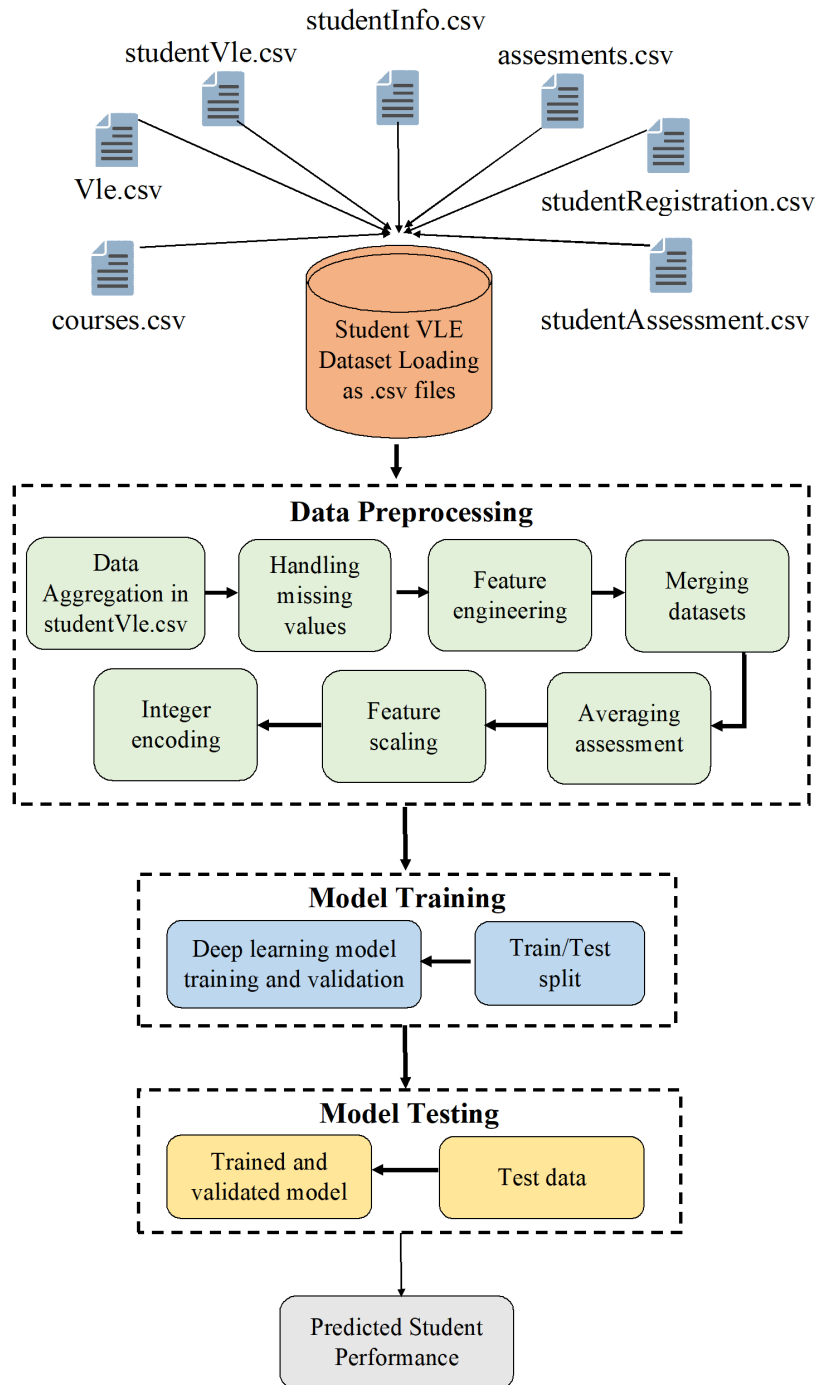 studentInfo.csv
studentVle.csv
assesments.csv
Vle.csv
studentRegistration.csv
courses.csv
studentAssessment.csv
Student VLE
Dataset Loading
as .csv files
Data Preprocessing
Data
Aggregation in
studentVle.csv
Handling
missing
values
Feature
engineering
Merging
datasets
Averaging
assessment
Feature
scaling
Integer
encoding
Model Training
Train/Test
split
Deep learning model
training and validation
Model Testing
Test data
Trained and
validated model
Predicted Student
Performance